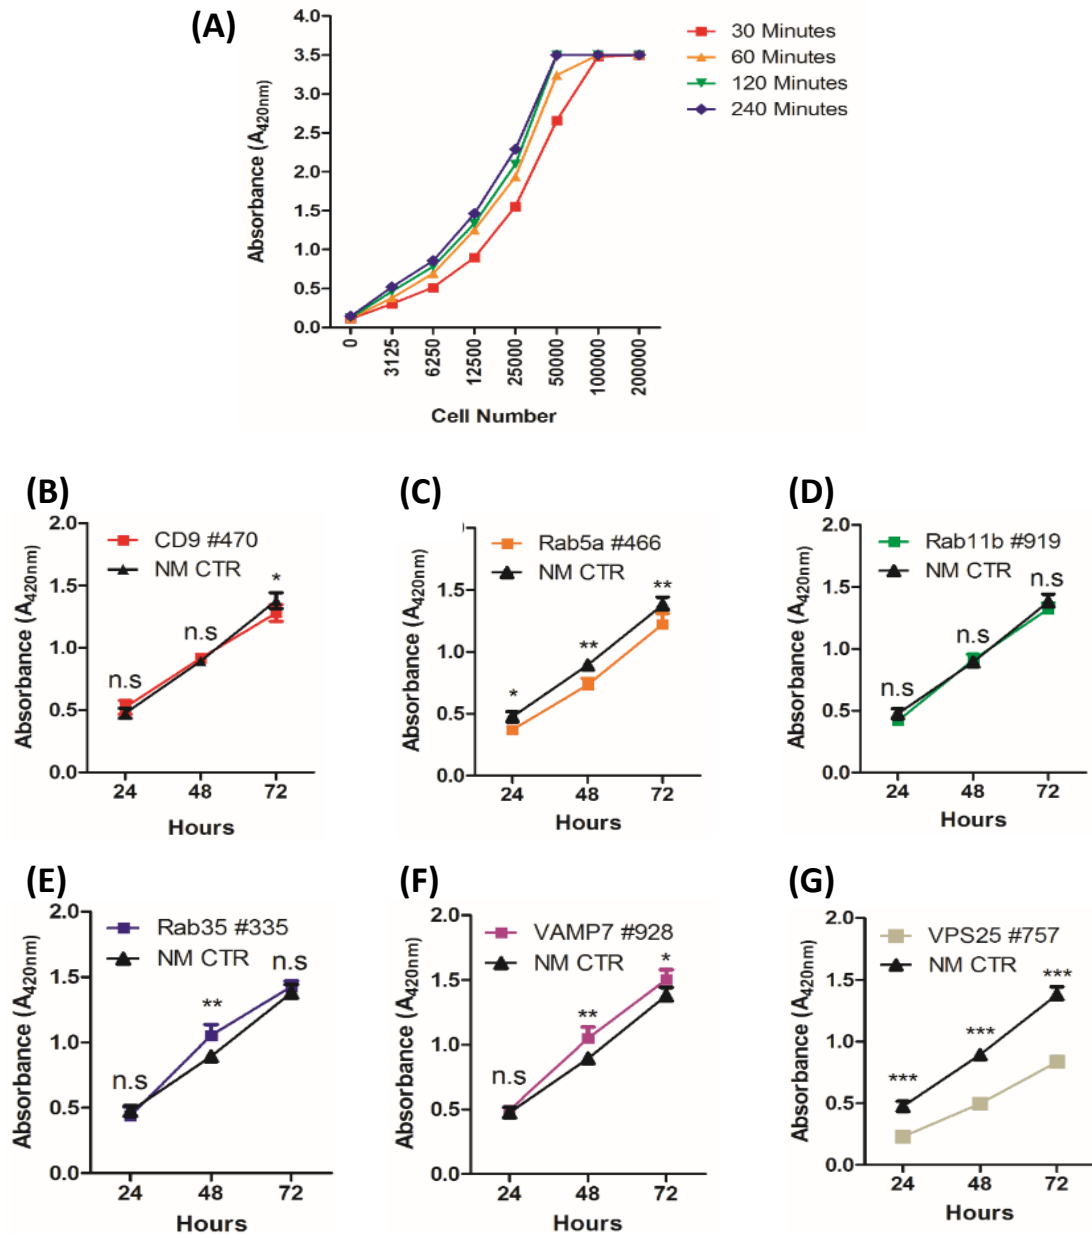 (A)
30 Minutes
60 Minutes
120 Minutes
240 Minutes
Absorbance (A420nm)
4.0
3.5
3.0
2.5
2.0
1.5
1.0
0.5
0.0
0 3125 6250 12500 25000 50000 100000 200000
Cell Number
(B)
CD9 #470
NM CTR
Absorbance (A420nm)
2.0
1.5
1.0
0.5
0.0
n.s n.s *
24 48 72
Hours
(C)
Rab5a #466
NM CTR
Absorbance (A420nm)
1.5
1.0
0.5
0.0
* ** **
24 48 72
Hours
(D)
Rab11b #919
NM CTR
Absorbance (A420nm)
2.0
1.5
1.0
0.5
0.0
n.s n.s n.s
24 48 72
Hours
(E)
Rab35 #335
NM CTR
Absorbance (A420nm)
2.0
1.5
1.0
0.5
0.0
n.s ** n.s
24 48 72
Hours
(F)
VAMP7 #928
NM CTR
Absorbance (A420nm)
2.0
1.5
1.0
0.5
0.0
n.s ** *
24 48 72
Hours
(G)
VPS25 #757
NM CTR
Absorbance (A420nm)
2.0
1.5
1.0
0.5
0.0
*** *** ***
24 48 72
Hours